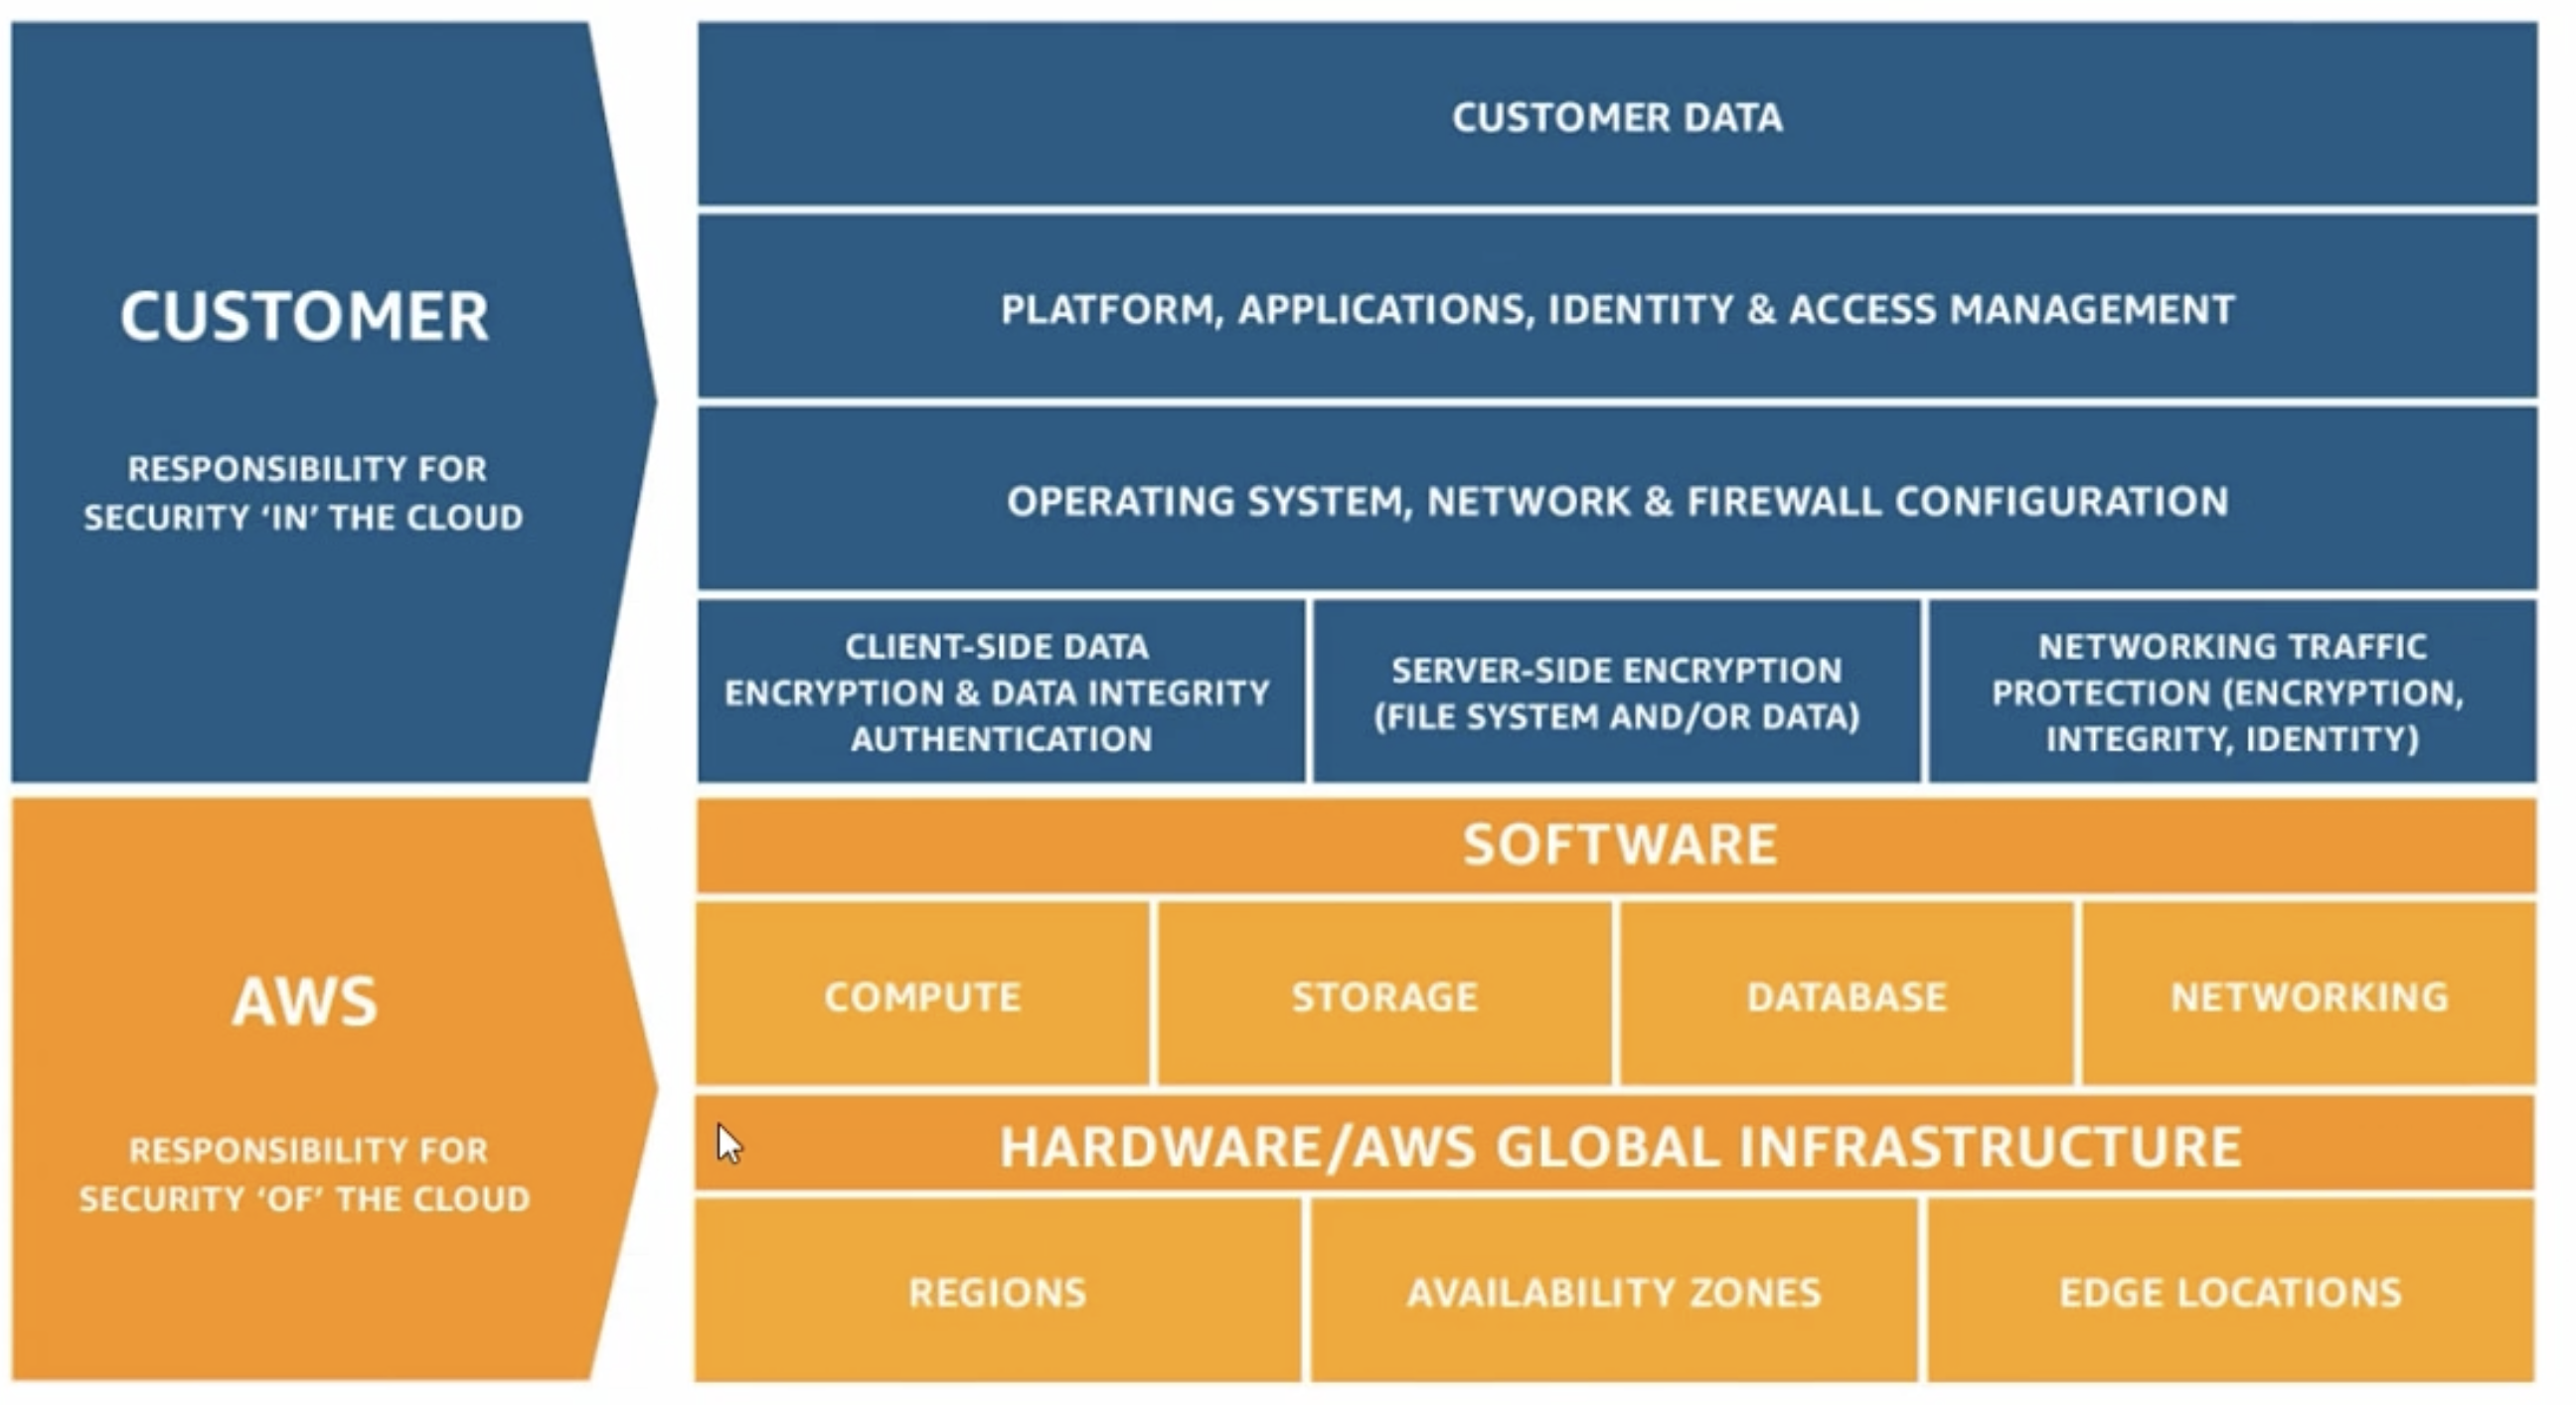 CUSTOMER
RESPONSIBILITY FOR
SECURITY ‘IN’ THE CLOUD
CUSTOMER DATA
PLATFORM, APPLICATIONS, IDENTITY & ACCESS MANAGEMENT
OPERATING SYSTEM, NETWORK & FIREWALL CONFIGURATION
CLIENT-SIDE DATA
ENCRYPTION & DATA INTEGRITY
AUTHENTICATION
SERVER-SIDE ENCRYPTION
(FILE SYSTEM AND/OR DATA)
NETWORKING TRAFFIC
PROTECTION (ENCRYPTION,
INTEGRITY, IDENTITY)
AWS
RESPONSIBILITY FOR
SECURITY ‘OF’ THE CLOUD
SOFTWARE
COMPUTE
STORAGE
DATABASE
NETWORKING
HARDWARE/AWS GLOBAL INFRASTRUCTURE
REGIONS
AVAILABILITY ZONES
EDGE LOCATIONS